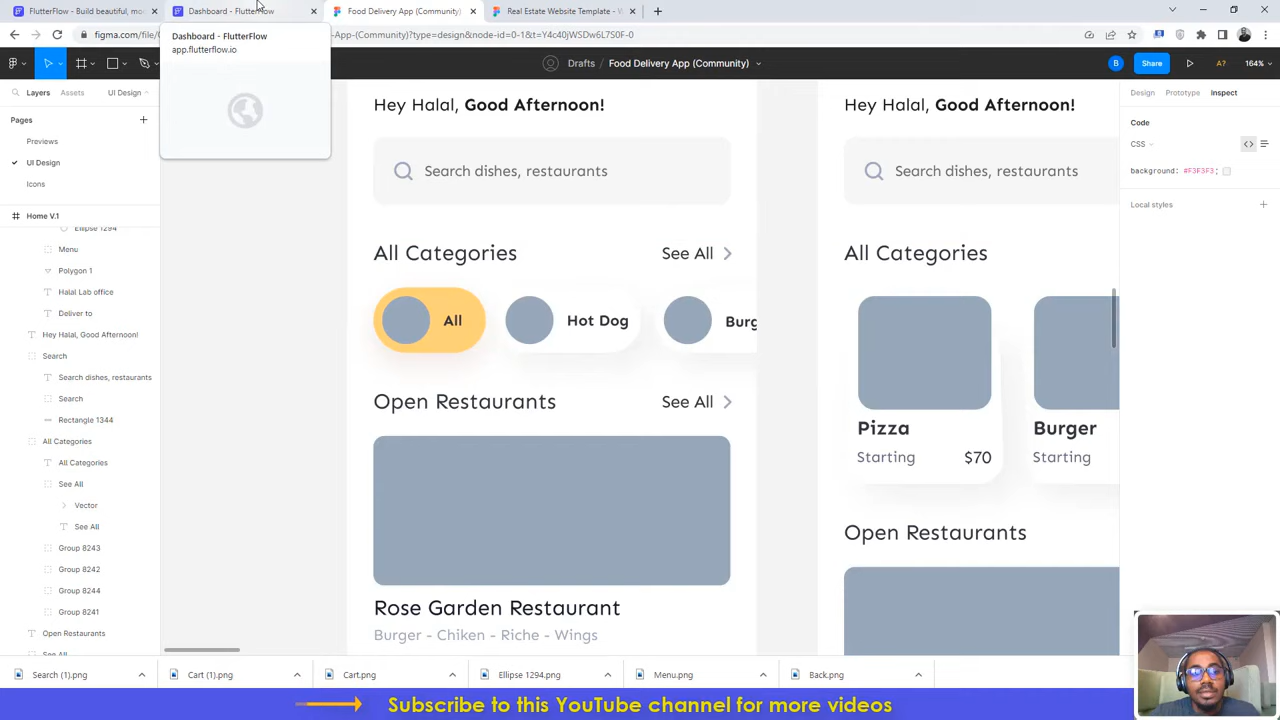 FlutterFlow - Build beautiful, mo
Dashboard - FlutterFlow
Food Delivery App (Community)
Real Estate Website Template - W
figma.com/file/
-App-(Community)?type=design&node-id=0-1&t=Y4c40jWSDw6L7S0F-0
Dashboard - FlutterFlow
app.flutterflow.io
Drafts / Food Delivery App (Community)
B
Share
A?
164%
Layers
Assets
UI Design
Pages
Previews
UI Design
Icons
Home V.1
Ellipse 1294
Menu
Polygon 1
Halal Lab office
Deliver to
Hey Halal, Good Afternoon!
Search
Search dishes, restaurants
Search
Rectangle 1344
All Categories
All Categories
See All
Vector
See All
Group 8243
Group 8242
Group 8244
Group 8241
Open Restaurants
Hey Halal, Good Afternoon!
Search dishes, restaurants
All Categories
See All
All
Hot Dog
Burg
Open Restaurants
See All
Rose Garden Restaurant
Burger - Chiken - Riche - Wings
Hey Halal, Good Afternoon!
Search dishes, restaurants
All Categories
Pizza
Starting
$70
Burger
Starting
Open Restaurants
Design
Prototype
Inspect
Code
CSS
background: #F3F3F3;
Local styles
Search (1).png
Cart (1).png
Cart.png
Ellipse 1294.png
Menu.png
Back.png
Subscribe to this YouTube channel for more videos